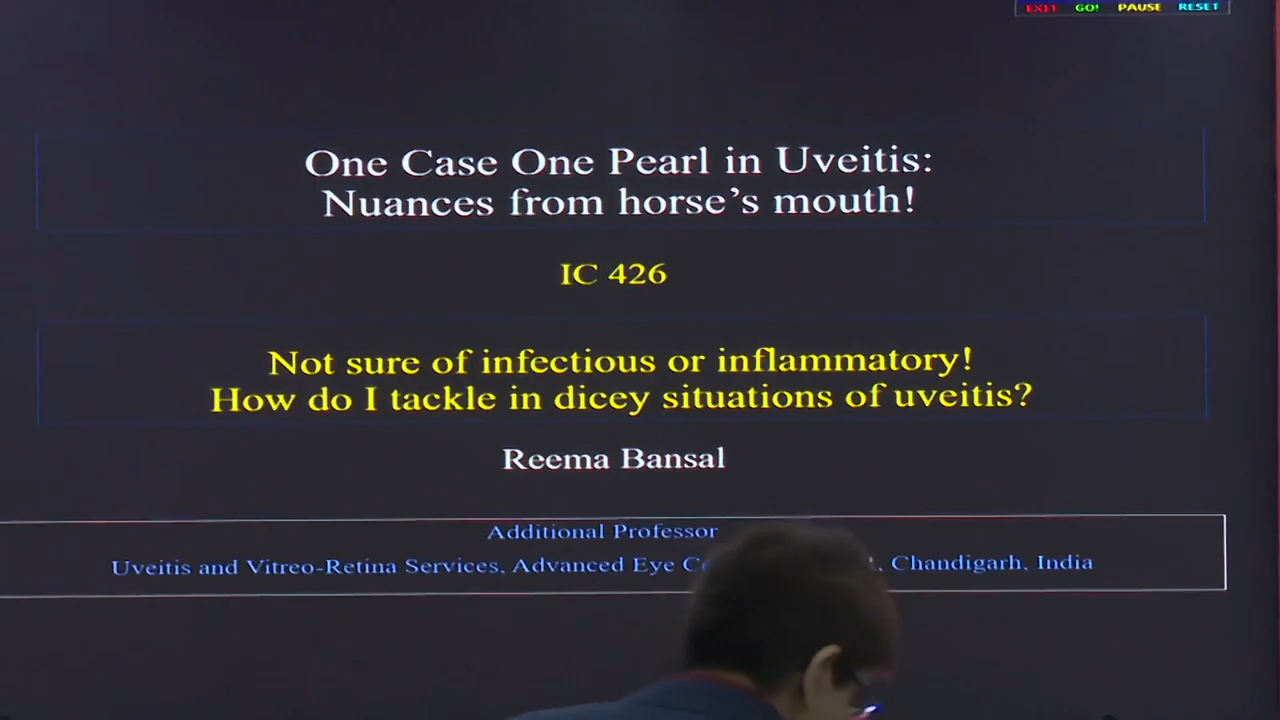 EXIT GO! PAUSE RESET
One Case One Pearl in Uveitis:
Nuances from horse’s mouth!
IC 426
Not sure of infectious or inflammatory!
How do I tackle in dicey situations of uveitis?
Reema Bansal
Additional Professor
Uveitis and Vitreo-Retina Services, Advanced Eye , Chandigarh, India